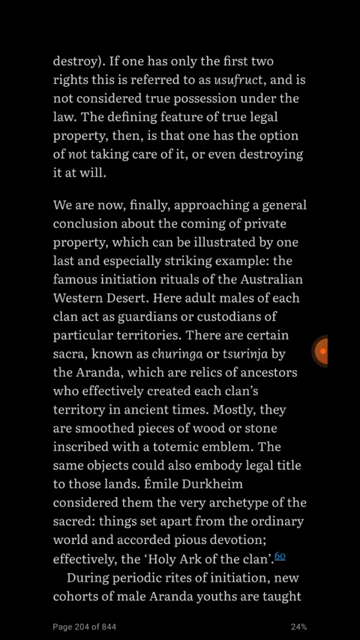 destroy). If one has only the first two
rights this is referred to as usufruct, and is
not considered true possession under the
law. The defining feature of true legal
property, then, is that one has the option
of not taking care of it, or even destroying
it at will.
We are now, finally, approaching a general
conclusion about the coming of private
property, which can be illustrated by one
last and especially striking example: the
famous initiation rituals of the Australian
Western Desert. Here adult males of each
clan act as guardians or custodians of
particular territories. There are certain
sacra, known as churinga or tsurinja by
the Aranda, which are relics of ancestors
who effectively created each clan’s
territory in ancient times. Mostly, they
are smoothed pieces of wood or stone
inscribed with a totemic emblem. The
same objects could also embody legal title
to those lands. Émile Durkheim
considered them the very archetype of the
sacred: things set apart from the ordinary
world and accorded pious devotion;
effectively, the ‘Holy Ark of the clan’.60
During periodic rites of initiation, new
cohorts of male Aranda youths are taught
Page 204 of 844 24%